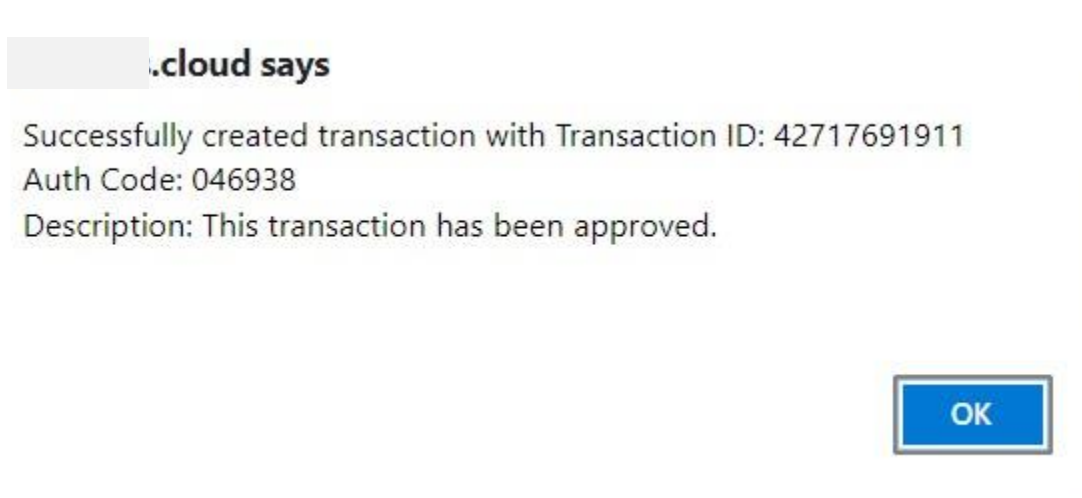 .cloud says
Successfully created transaction with Transaction ID: 42717691911
Auth Code: 046938
Description: This transaction has been approved.
OK